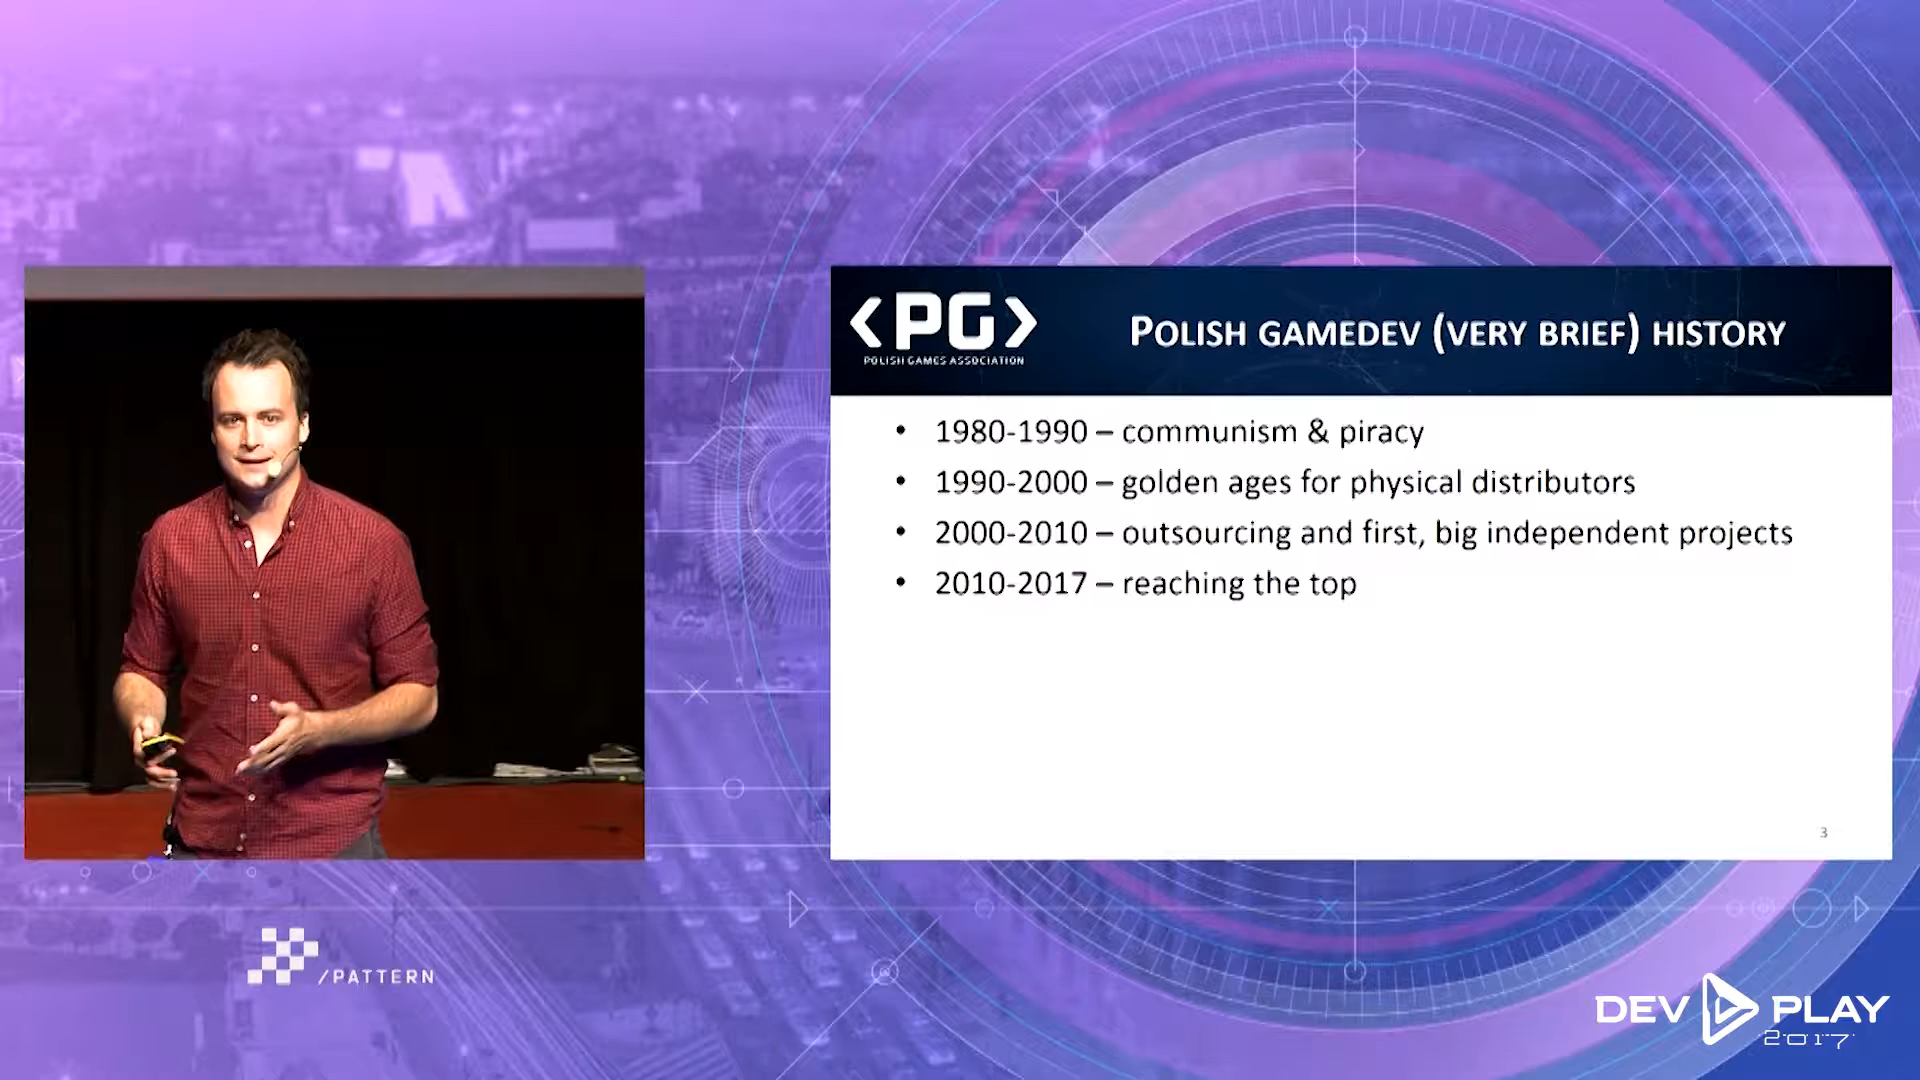 <PG>
POLISH GAMES ASSOCIATION
POLISH GAMEDEV (VERY BRIEF) HISTORY
• 1980-1990 – communism & piracy
• 1990-2000 – golden ages for physical distributors
• 2000-2010 – outsourcing and first, big independent projects
• 2010-2017 – reaching the top
3
/PATTERN
DEV PLAY
2017